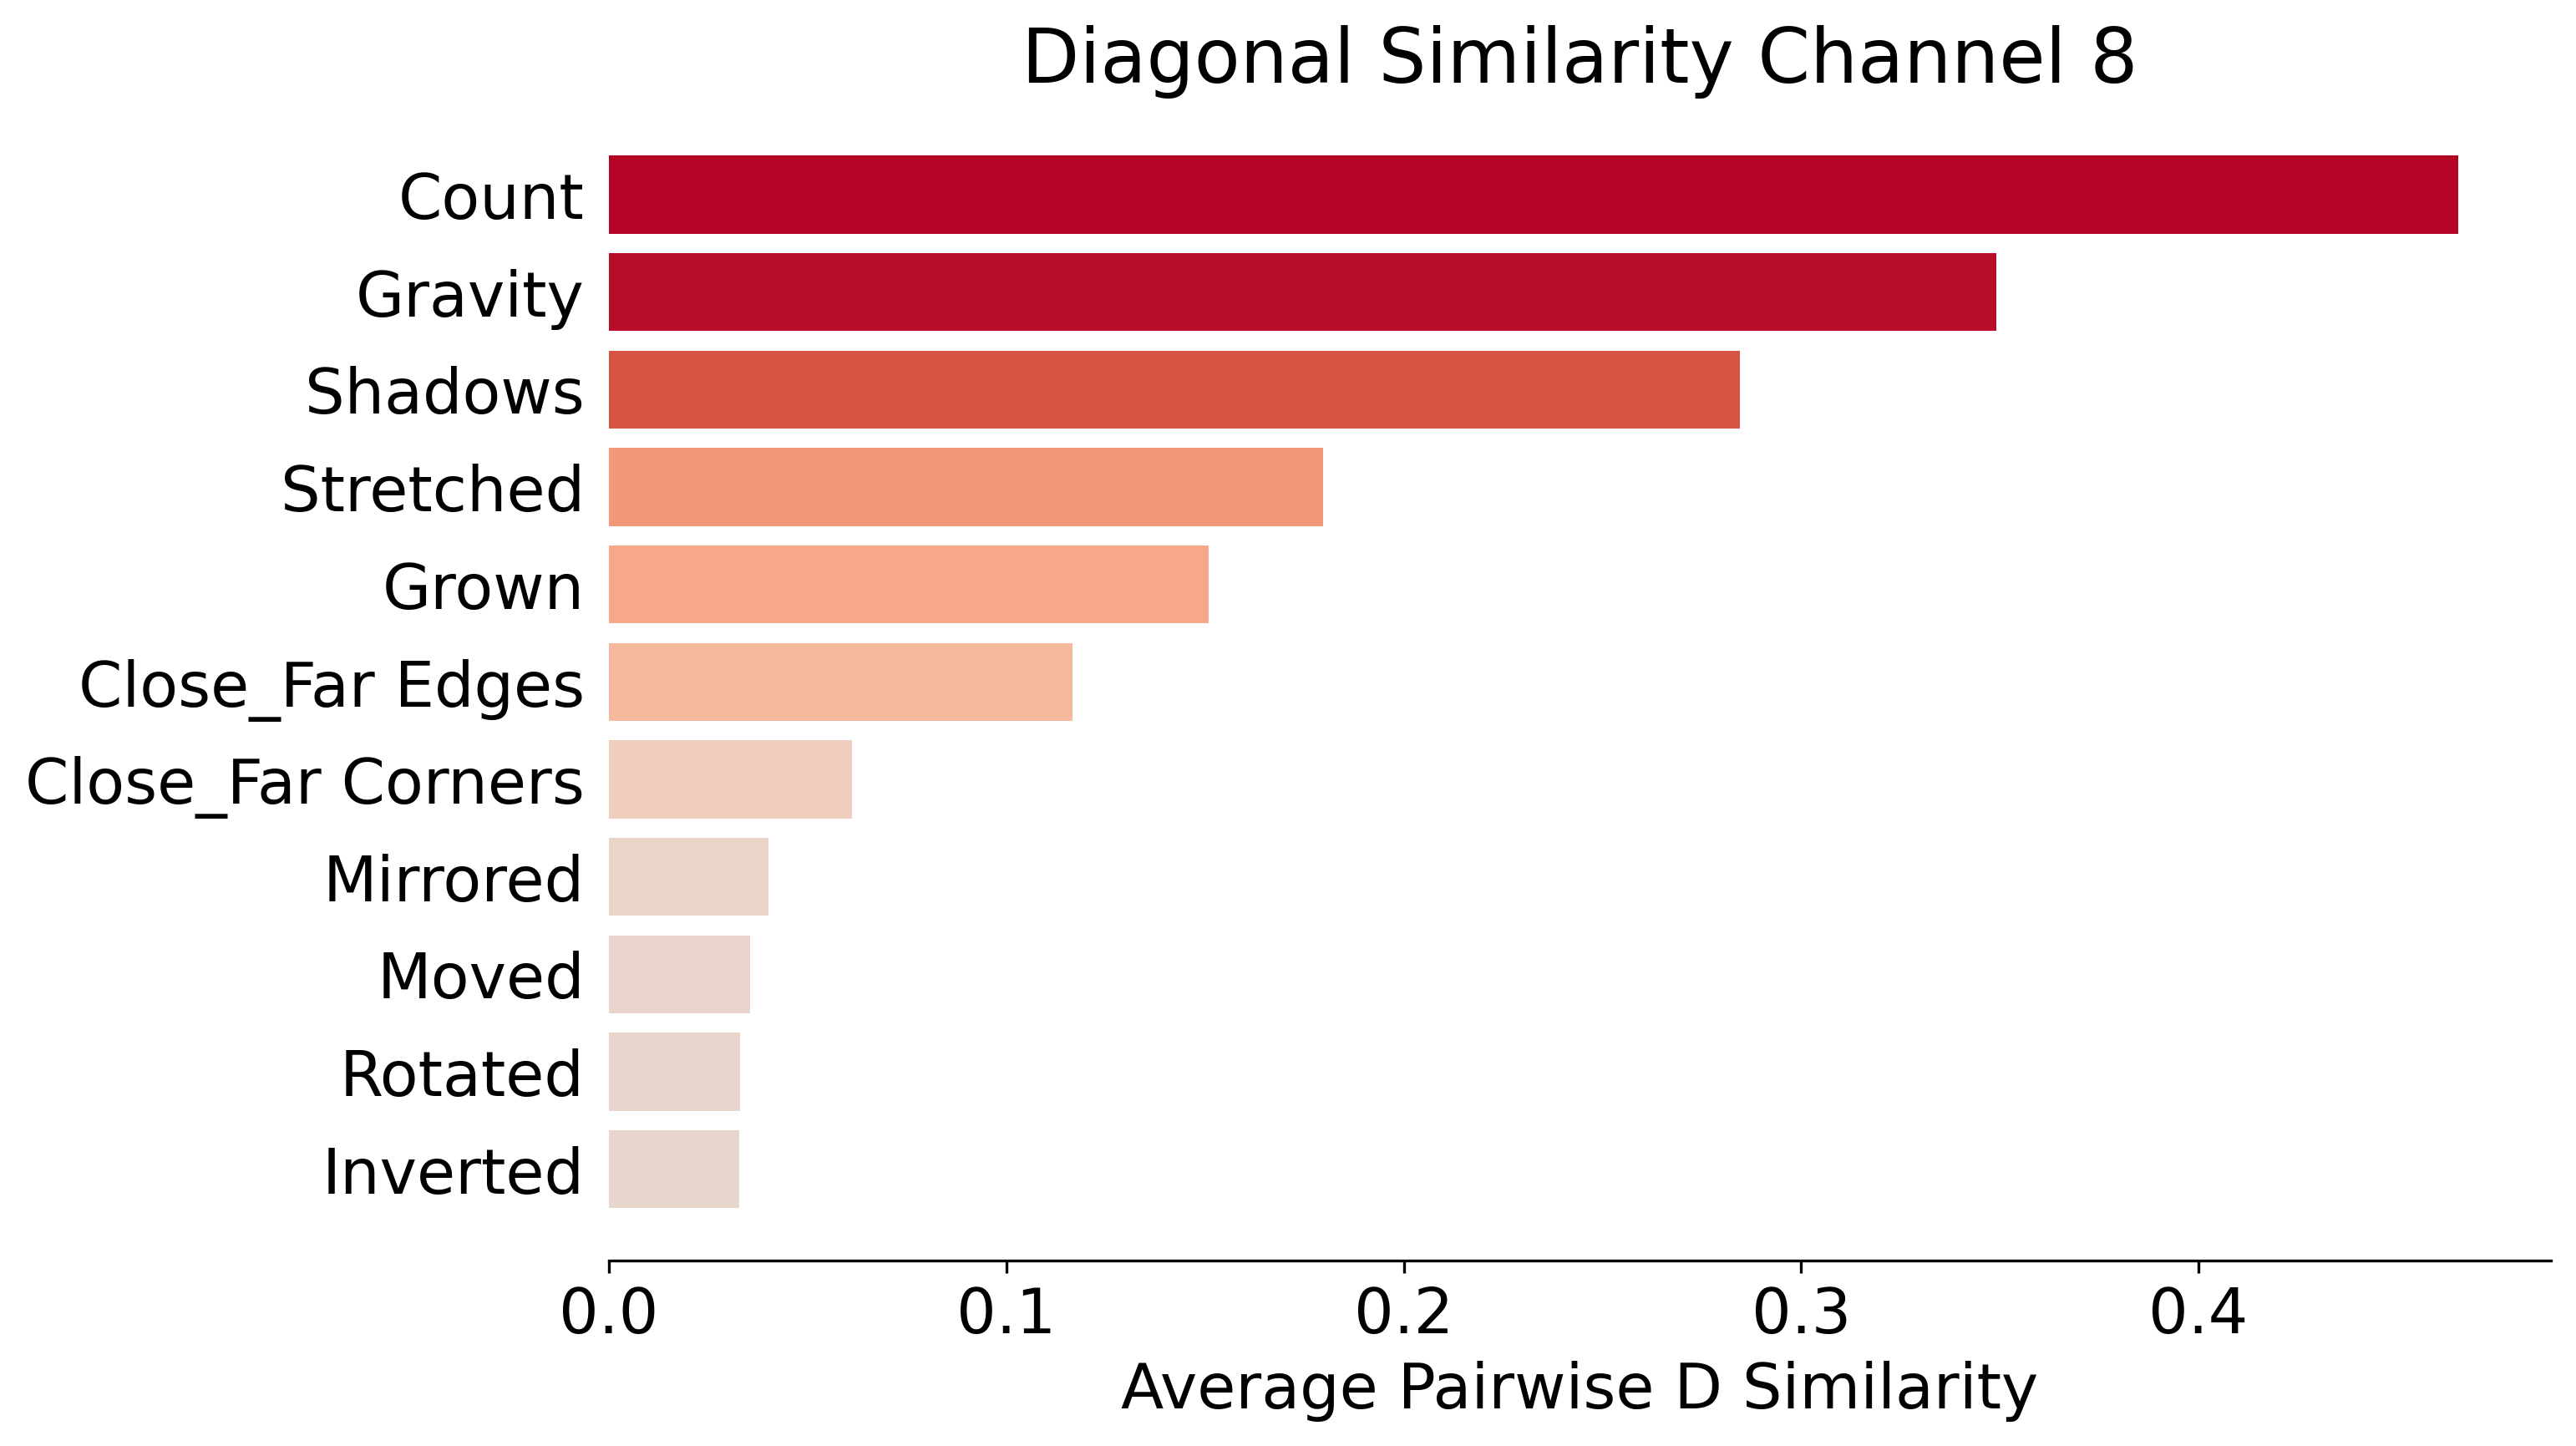 Diagonal Similarity Channel 8
Count
Gravity
Shadows
Stretched
Grown
Close_Far Edges
Close_Far Corners
Mirrored
Moved
Rotated
Inverted
0.0 0.1 0.2 0.3 0.4
Average Pairwise D Similarity